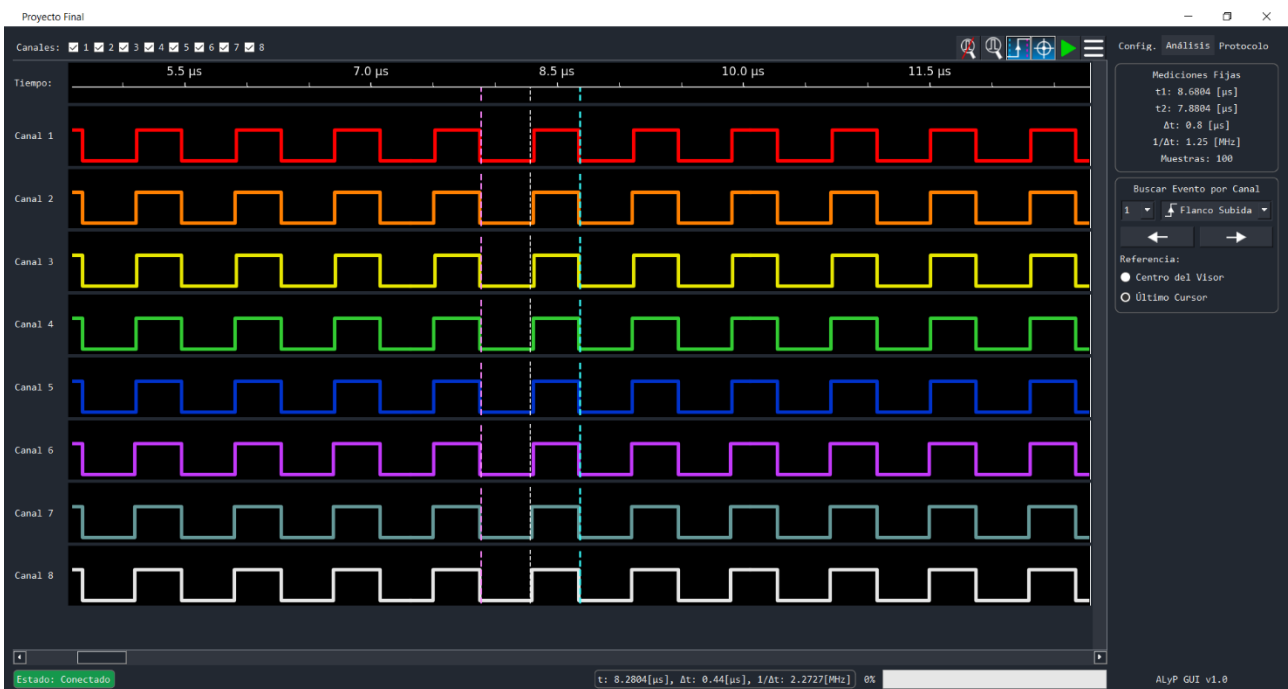 Proyecto Final
Canales: 1 2 3 4 5 6 7 8
Config. Análisis Protocolo
Tiempo: 5.5 µs 7.0 µs 8.5 µs 10.0 µs 11.5 µs
Canal 1
Canal 2
Canal 3
Canal 4
Canal 5
Canal 6
Canal 7
Canal 8
Mediciones Fijas
t1: 8.6804 [µs]
t2: 7.8804 [µs]
Δt: 0.8 [µs]
1/Δt: 1.25 [MHz]
Muestras: 100
Buscar Evento por Canal
1 Flanco Subida
Referencia:
Centro del Visor
Último Cursor
Estado: Conectado
t: 8.2804[µs], Δt: 0.44[µs], 1/Δt: 2.2727[MHz]
0%
ALyP GUI v1.0